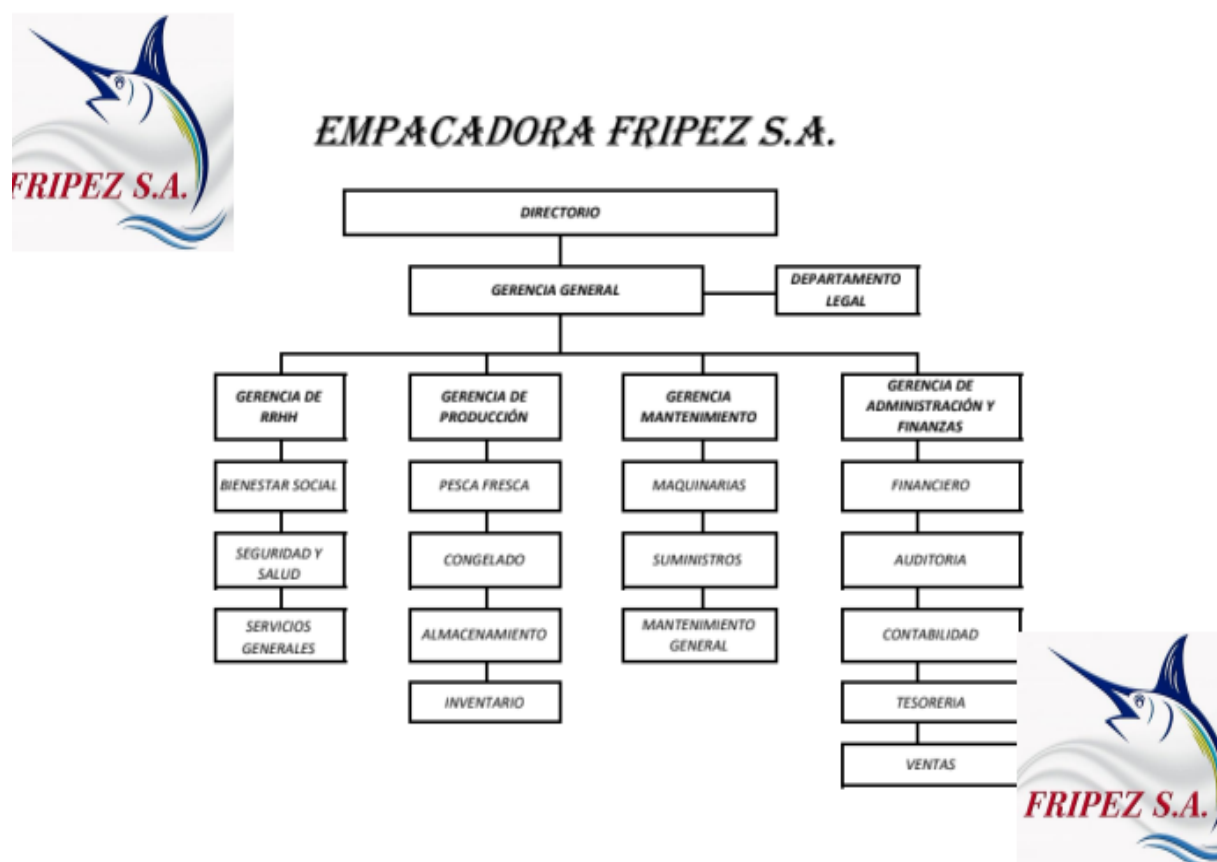 FRIPEZ S.A.
EMPACADORA FRIPEZ S.A.
DIRECTORIO
GERENCIA GENERAL
DEPARTAMENTO
LEGAL
GERENCIA DE
RRHH
GERENCIA DE
PRODUCCIÓN
GERENCIA
MANTENIMIENTO
GERENCIA DE
ADMINISTRACIÓN Y
FINANZAS
BIENESTAR SOCIAL
PESCA FRESCA
MAQUINARIAS
FINANCIERO
SEGURIDAD Y
SALUD
CONGELADO
SUMINISTROS
AUDITORIA
SERVICIOS
GENERALES
ALMACENAMIENTO
MANTENIMIENTO
GENERAL
CONTABILIDAD
INVENTARIO
TESORERIA
VENTAS
FRIPEZ S.A.